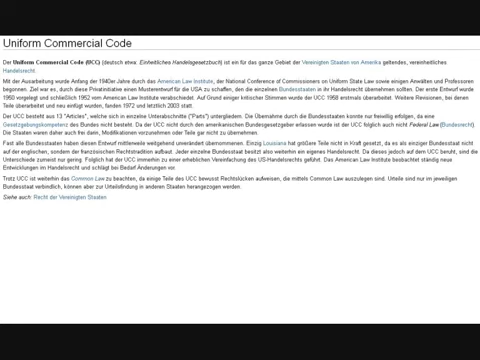 Uniform Commercial Code
Der Uniform Commercial Code (UCC) (deutsch etwa: Einheitliches Handelsgesetzbuch) ist ein für das ganze Gebiet der Vereinigten Staaten von Amerika geltendes, vereinheitlichtes
Handelsrecht.
Mit der Ausarbeitung wurde Anfang der 1940er Jahre durch das American Law Institute, der National Conference of Commissioners on Uniform State Law sowie einigen Anwälten und Professoren
begonnen. Ziel war es, durch diese Privatinitiative einen Musterentwurf für die USA zu schaffen, den die einzelnen Bundesstaaten in ihr Handelsrecht übernehmen sollten. Der erste Entwurf wurde
1950 vorgelegt und schließlich 1952 vom American Law Institute verabschiedet. Auf Grund einiger kritischer Stimmen wurde der UCC 1958 erstmals überarbeitet. Weitere Revisionen, bei denen
Teile überarbeitet und neu eingefügt wurden, fanden 1972 und letztlich 2003 statt.
Der UCC besteht aus 13 "Articles", welche sich in einzelne Unterabschnitte ("Parts") untergliedern. Die Übernahme durch die Bundesstaaten konnte nur freiwillig erfolgen, da eine
Gesetzgebungskompetenz des Bundes nicht besteht. Da der UCC nicht durch den amerikanischen Bundesgesetzgeber erlassen wurde ist der UCC folglich auch nicht Federal Law (Bundesrecht).
Die Staaten waren daher auch frei darin, Modifikationen vorzunehmen oder Teile gar nicht zu übernehmen.
Fast alle Bundesstaaten haben diesen Entwurf mittlerweile weitgehend unverändert übernommen. Einzig Louisiana hat größere Teile nicht in Kraft gesetzt, da es als einziger Bundesstaat nicht
auf der englischen, sondern der französischen Rechtstradition aufbaut. Jeder einzelne Bundesstaat besitzt also weiterhin ein eigenes Handelsrecht. Da dieses jedoch auf dem UCC beruht, sind die
Unterschiede zumeist nur gering. Folglich hat der UCC immerhin zu einer erheblichen Vereinfachung des US-Handelsrechts geführt. Das American Law Institute beobachtet ständig neue
Entwicklungen im Handelsrecht und schlägt bei Bedarf Änderungen vor.
Trotz UCC ist weiterhin das Common Law zu beachten, da einige Teile des UCC bewusst Rechtslücken aufweisen, die mittels Common Law auszulegen sind. Urteile sind nur im jeweiligen
Bundesstaat verbindlich, können aber zur Urteilsfindung in anderen Staaten herangezogen werden.
Siehe auch: Recht der Vereinigten Staaten